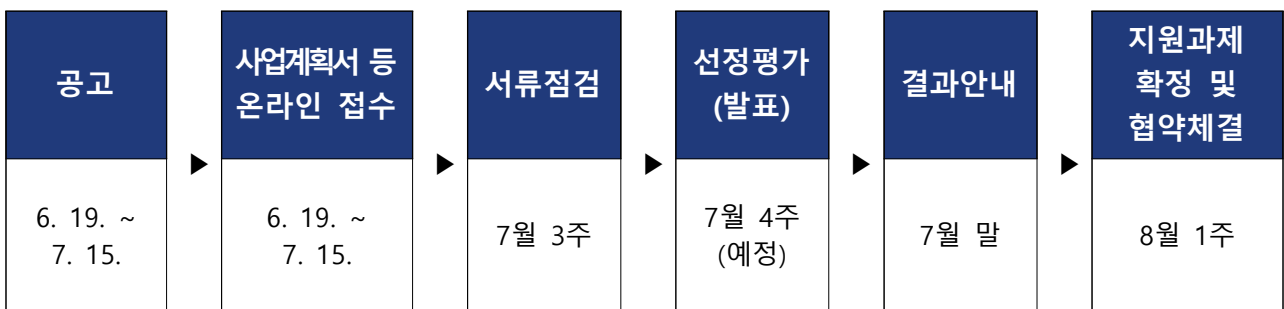 공고
6. 19. ~
7. 15.
▶
사업계획서 등
온라인 접수
6. 19. ~
7. 15.
▶
서류점검
7월 3주
▶
선정평가
(발표)
7월 4주
(예정)
▶
결과안내
7월 말
▶
지원과제
확정 및
협약체결
8월 1주